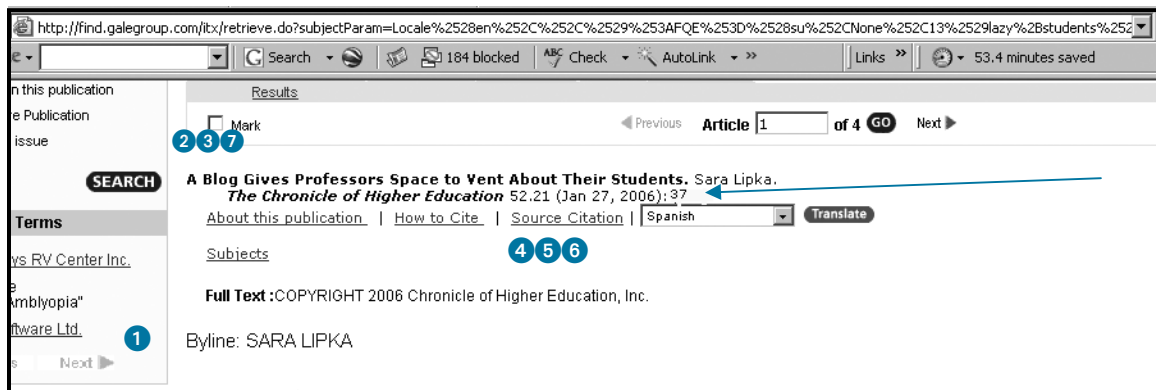 http://find.galegroup.com/itx/retrieve.do?subjectParam=Locale%2528en%252C%252C%2529%253AFQE%253D%2528su%252CNone%252C13%2529lazy%2Bstudents%252
e - G Search 184 blocked ABC Check AutoLink » Links » 53.4 minutes saved
n this publication
e Publication
issue
SEARCH
Terms
ys RV Center Inc.
e
Amblyopia"
ftware Ltd.
1
s Next
Results
Mark Previous Article 1 of 4 GO Next
2 3 7
A Blog Gives Professors Space to Vent About Their Students. Sara Lipka.
The Chronicle of Higher Education 52.21 (Jan 27, 2006): 37
About this publication | How to Cite | Source Citation | Spanish Translate
4 5 6
Subjects
Full Text :COPYRIGHT 2006 Chronicle of Higher Education, Inc.
Byline: SARA LIPKA